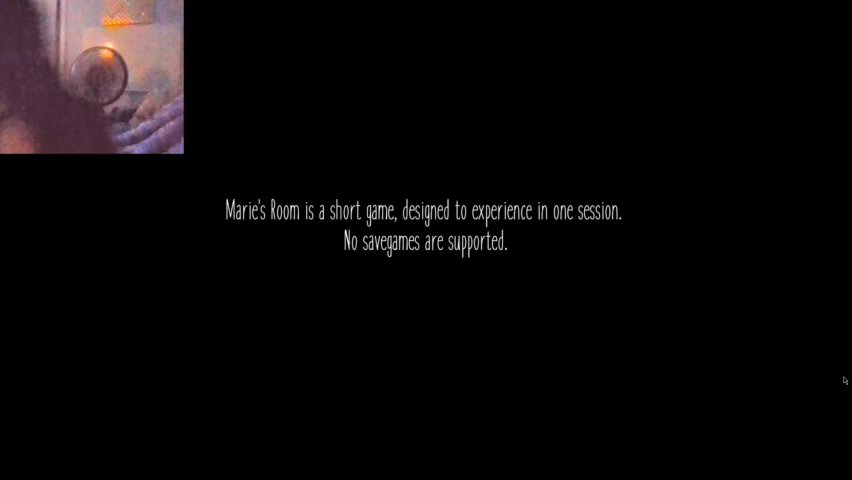 Marie's Room is a short game, designed to experience in one session.
No savegames are supported.